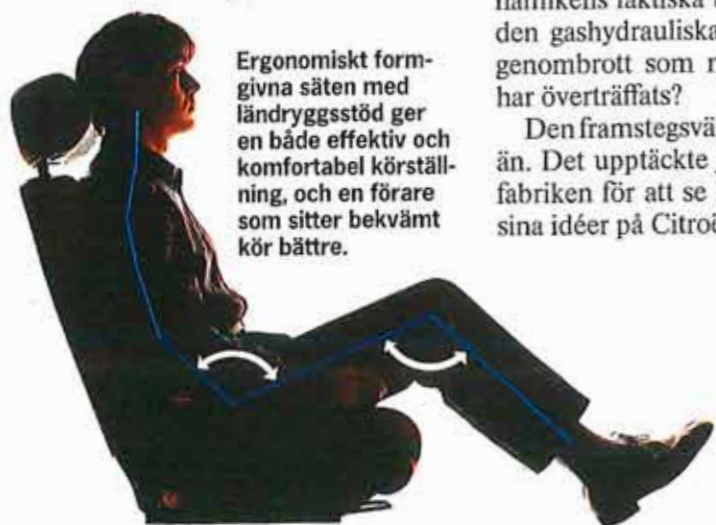 Ergonomiskt form-
givna säten med
ländryggsstöd ger
en både effektiv och
komfortabel körställ-
ning, och en förare
som sitter bekvämt
kör bättre.
den gashydrauliska
genombrott som
har överträffats?
Den framstegsvä
än. Det upptäckte
fabriken för att se
sina idéer på Citroë